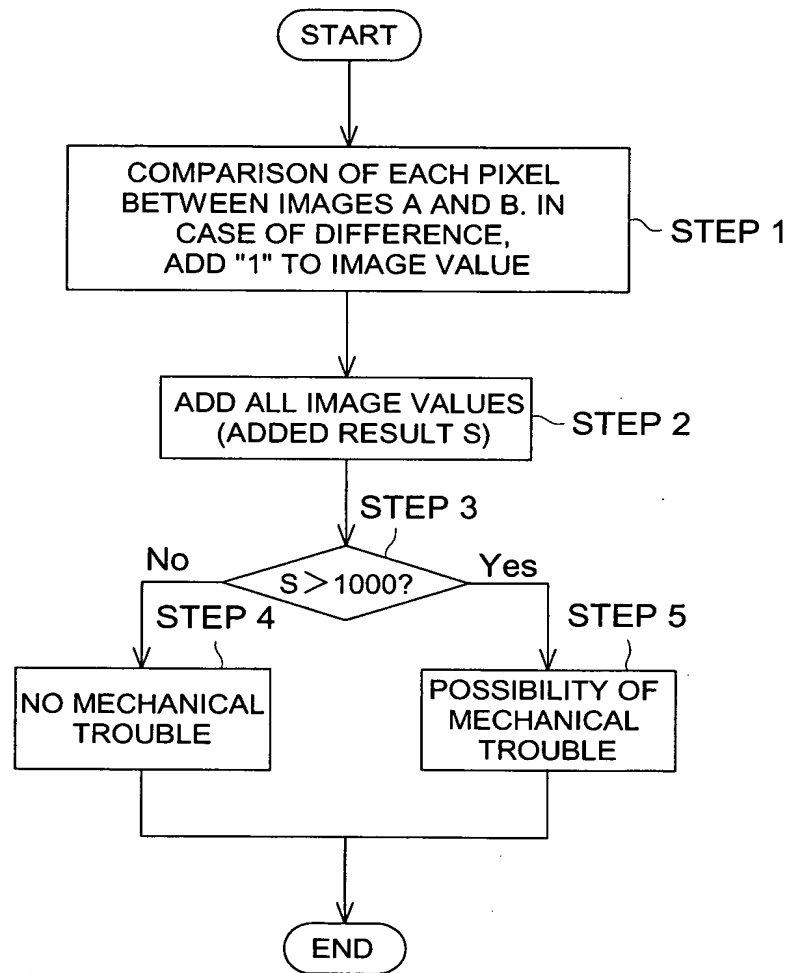 START
COMPARISON OF EACH PIXEL
BETWEEN IMAGES A AND B. IN
CASE OF DIFFERENCE,
ADD "1" TO IMAGE VALUE
STEP 1
ADD ALL IMAGE VALUES
(ADDED RESULT S)
STEP 2
STEP 3
No
S>1000?
Yes
STEP 4
STEP 5
NO MECHANICAL
TROUBLE
POSSIBILITY OF
MECHANICAL
TROUBLE
END